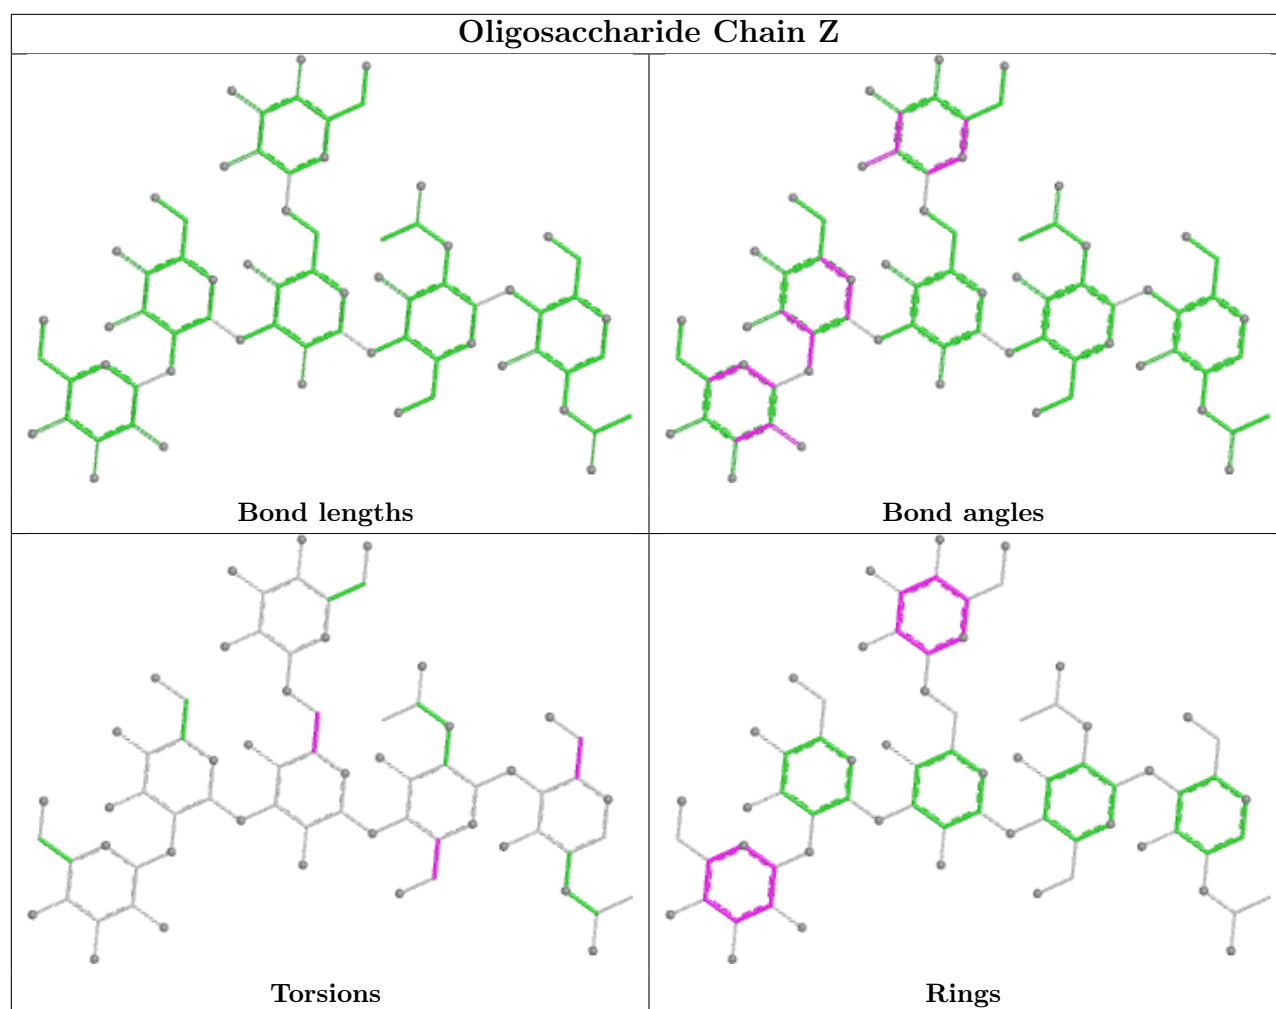 Oligosaccharide Chain Z
Bond lengths
Bond angles
Torsions
Rings